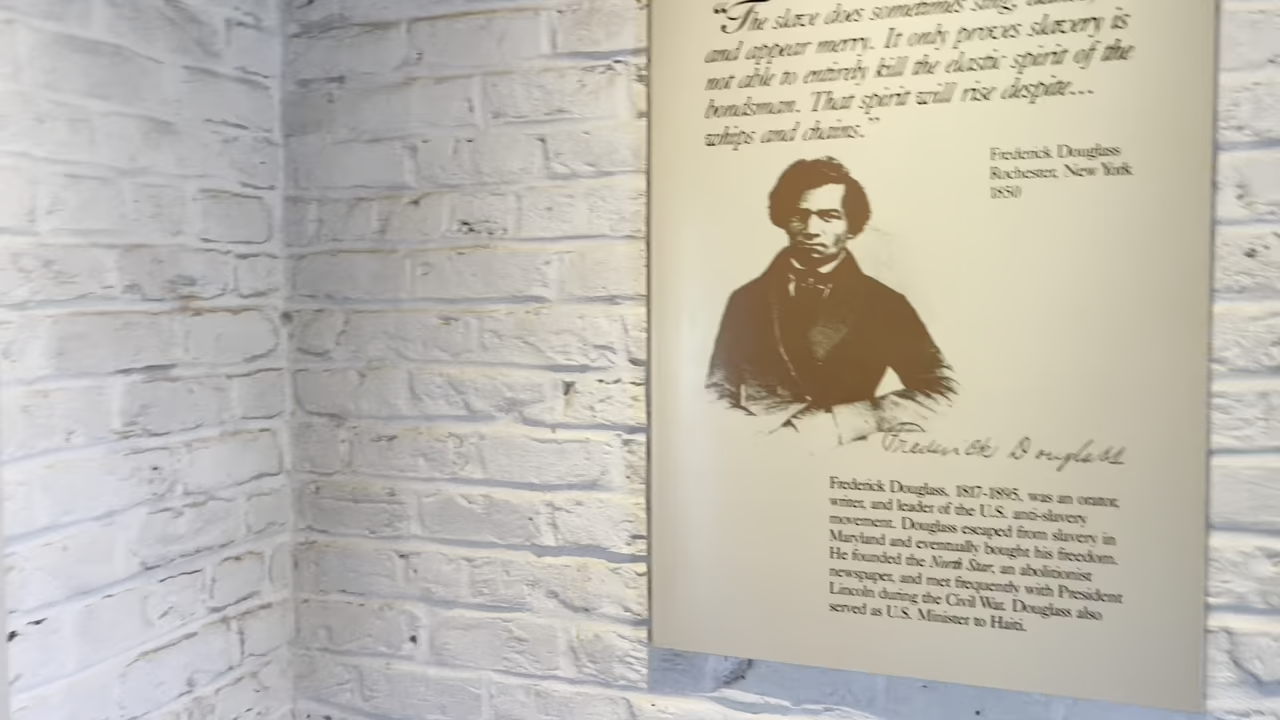 “The slave does sometimes sing,
and appear merry. It only proves slavery is
not able to entirely kill the elastic spirit of the
bondsman. That spirit will rise despite...
whips and chains.”
Frederick Douglass
Rochester, New York
1850
Frederick Douglass
Frederick Douglass, 1817-1895, was an orator,
writer, and leader of the U.S. anti-slavery
movement. Douglass escaped from slavery in
Maryland and eventually bought his freedom.
He founded the North Star, an abolitionist
newspaper, and met frequently with President
Lincoln during the Civil War. Douglass also
served as U.S. Minister to Haiti.